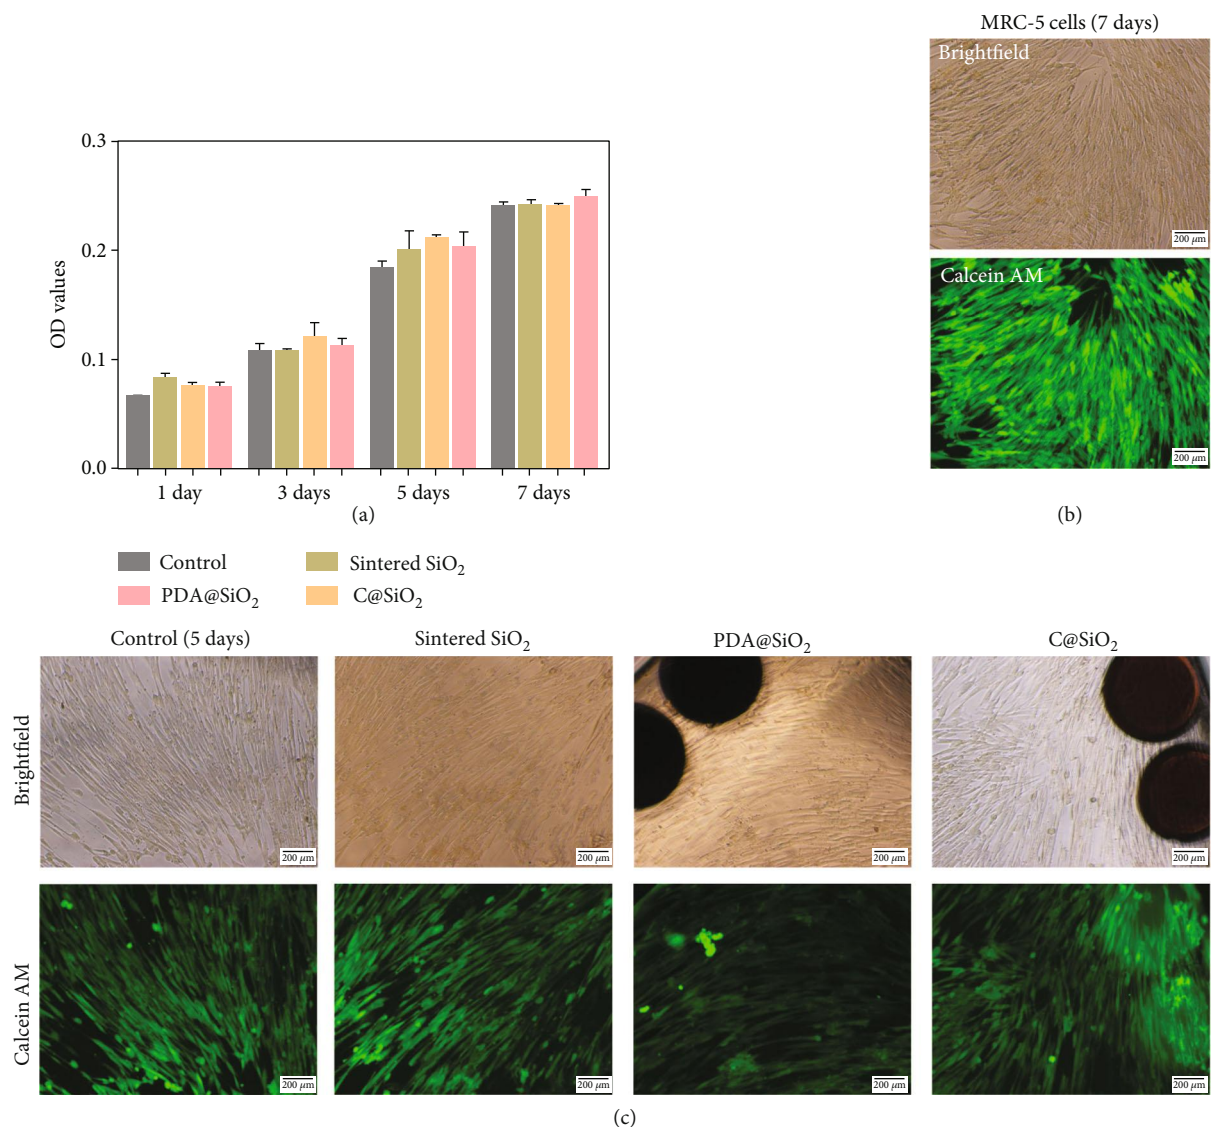 MRC-5 cells (7 days)
Brightfield
200 μm
Calcein AM
200 μm
(b)
0.3
0.2
0.1
0.0
OD values
1 day
3 days
5 days
7 days
(a)
Control
Sintered SiO₂
PDA@SiO₂
C@SiO₂
Control (5 days)
Sintered SiO₂
PDA@SiO₂
C@SiO₂
Brightfield
200 μm
200 μm
200 μm
200 μm
Calcein AM
200 μm
200 μm
200 μm
200 μm
(c)